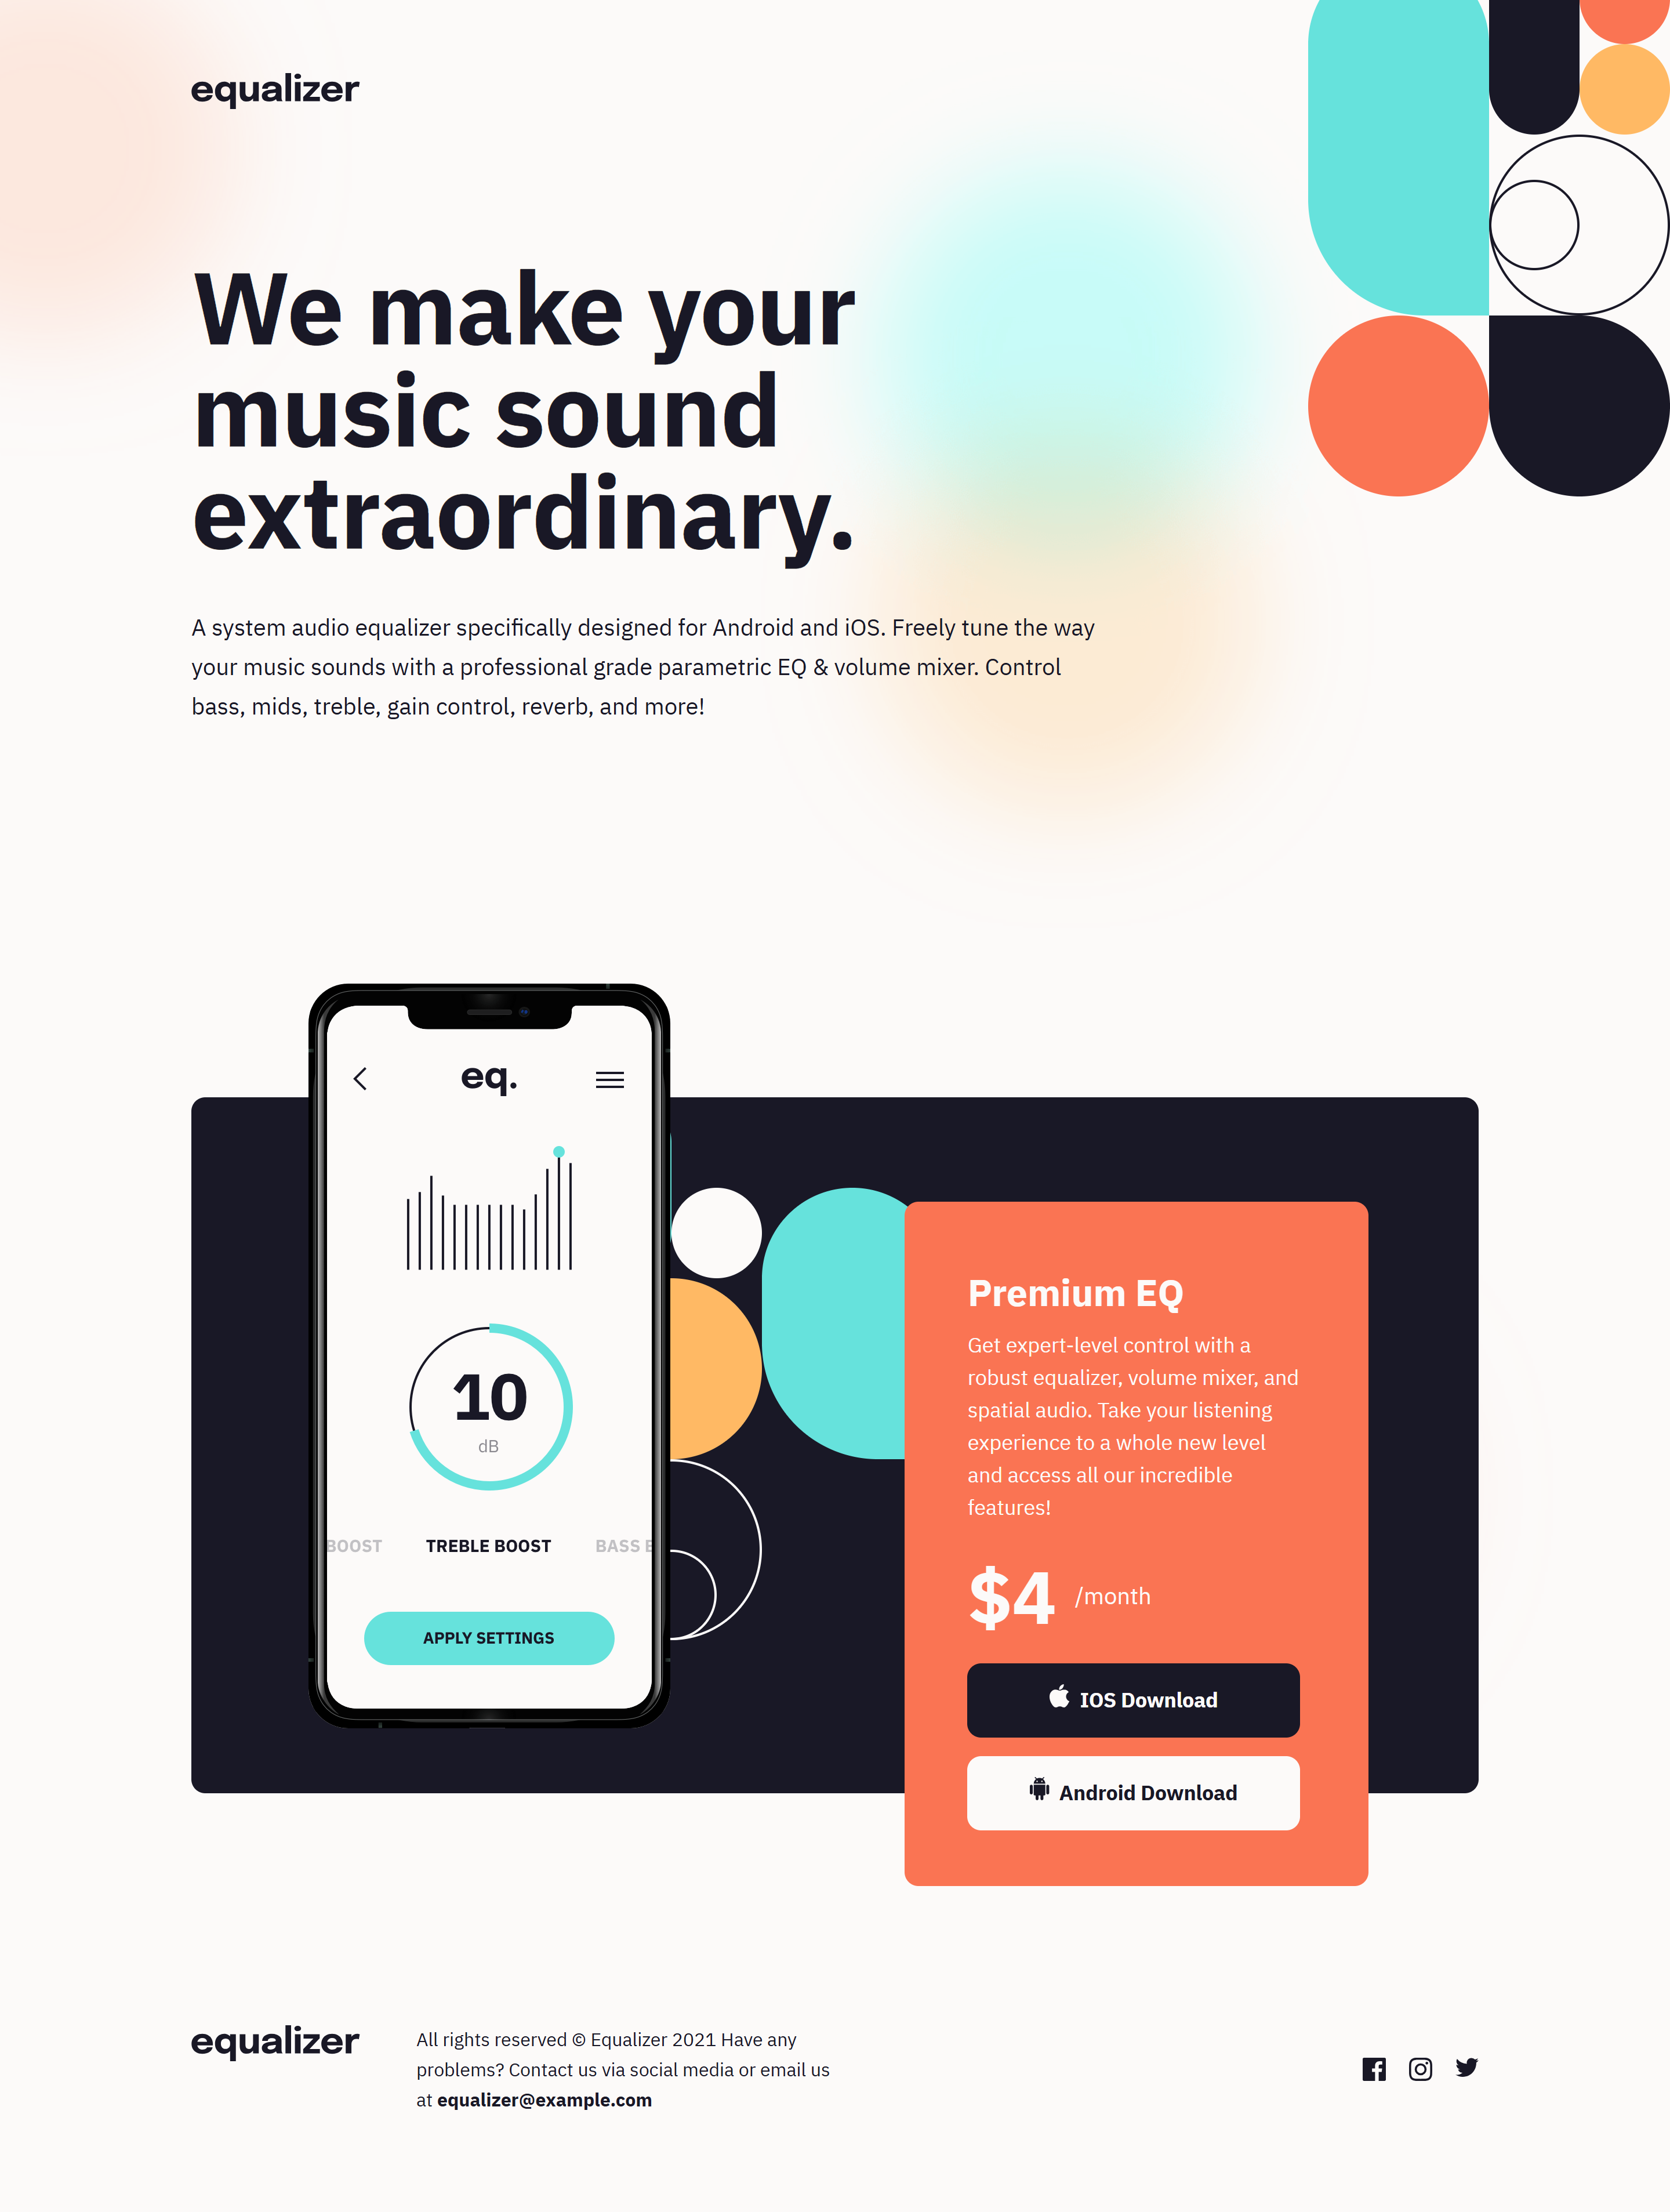 equalizer
We make your
music sound
extraordinary.
A system audio equalizer specifically designed for Android and iOS. Freely tune the way
your music sounds with a professional grade parametric EQ & volume mixer. Control
bass, mids, treble, gain control, reverb, and more!
eq.
10
dB
BOOST TREBLE BOOST BASS
APPLY SETTINGS
Premium EQ
Get expert-level control with a
robust equalizer, volume mixer, and
spatial audio. Take your listening
experience to a whole new level
and access all our incredible
features!
$4 /month
IOS Download
Android Download
equalizer
All rights reserved © Equalizer 2021 Have any
problems? Contact us via social media or email us
at equalizer@example.com